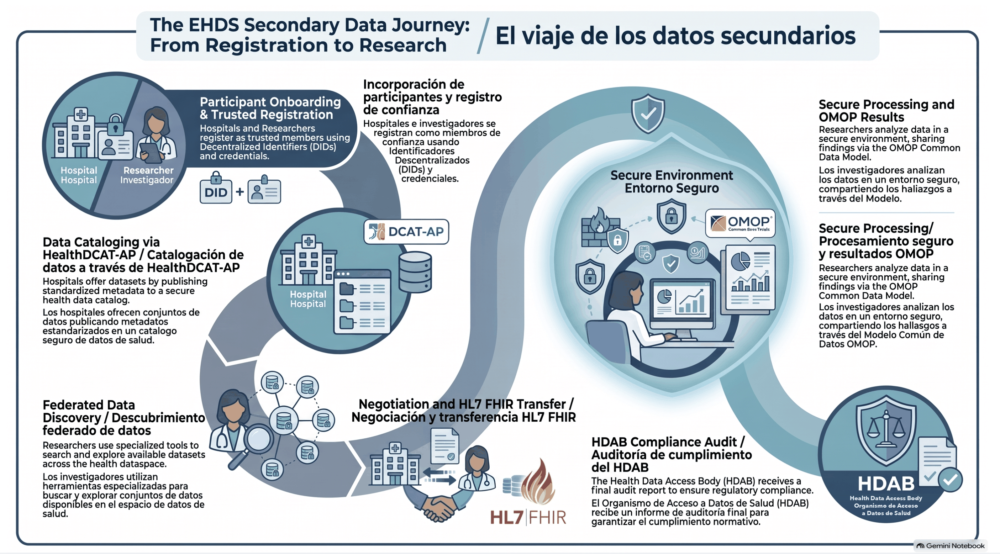 The EHDS Secondary Data Journey:
From Registration to Research
/
El viaje de los datos secundarios
Hospital
Hospital
Researcher
Investigador
Participant Onboarding
& Trusted Registration
Hospitals and Researchers
register as trusted members using
Decentralized Identifiers (DIDs)
and credentials.
DID +
Incorporación de
participantes y registro
de confianza
Hospitales e investigadores se
registran como miembros de
confianza usando
Identificadores
Descentralizados
(DIDs) y
credenciales.
Data Cataloging via
HealthDCAT-AP / Catalogación de
datos a través de HealthDCAT-AP
Hospitals offer datasets by publishing
standardized metadata to a secure
health data catalog.
Los hospitales ofrecen conjuntos de
datos publicando metadatos
estandarizados en un catalogo
seguro de datos de salud.
DCAT-AP
Hospital
Hospital
Federated Data
Discovery / Descubrimiento
federado de datos
Researchers use specialized tools to
search and explore available datasets
across the health dataspace.
Los investigadores utilizan
herramientas especializadas para
buscar y explorar conjuntos de datos
disponibles en el espacio de datos de
salud.
Negotiation and HL7 FHIR Transfer /
Negociación y transferencia HL7 FHIR
HL7 FHIR
Secure Environment
Entorno Seguro
OMOP
Common Soes Trials
Secure Processing and
OMOP Results
Researchers analyze data in a
secure environment, sharing
findings via the OMOP Common
Data Model.
Los investigadores analizan
los datos en un entorno seguro,
compartiendo los haliazgos a
través del Modelo.
Secure Processing/
Procesamiento seguro
y resultados OMOP
Researchers analyze data in a
secure environment, sharing
findings via the OMOP
Common Data Model.
Los investigadores analizan los
datos en un entorno seguro,
compartiendo los hallasgos a
través del Modelo Común de
Datos OMOP.
HDAB Compliance Audit /
Auditoría de cumplimiento
del HDAB
The Health Data Access Body (HDAB) receives a
final audit report to ensure regulatory compliance.
El Organismo de Acceso a Datos de Salud (HDAB)
recibe un informe de auditoría final para
garantizar el cumplimiento normativo.
HDAB
Health Data Access Body
Organismo de Acceso
a Datos de Salud
Gemini Notebook